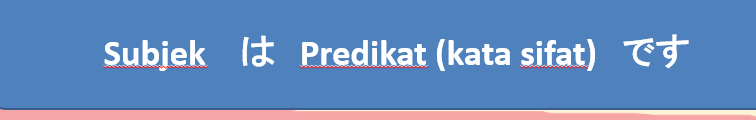 Subjek は Predikat (kata sifat) です